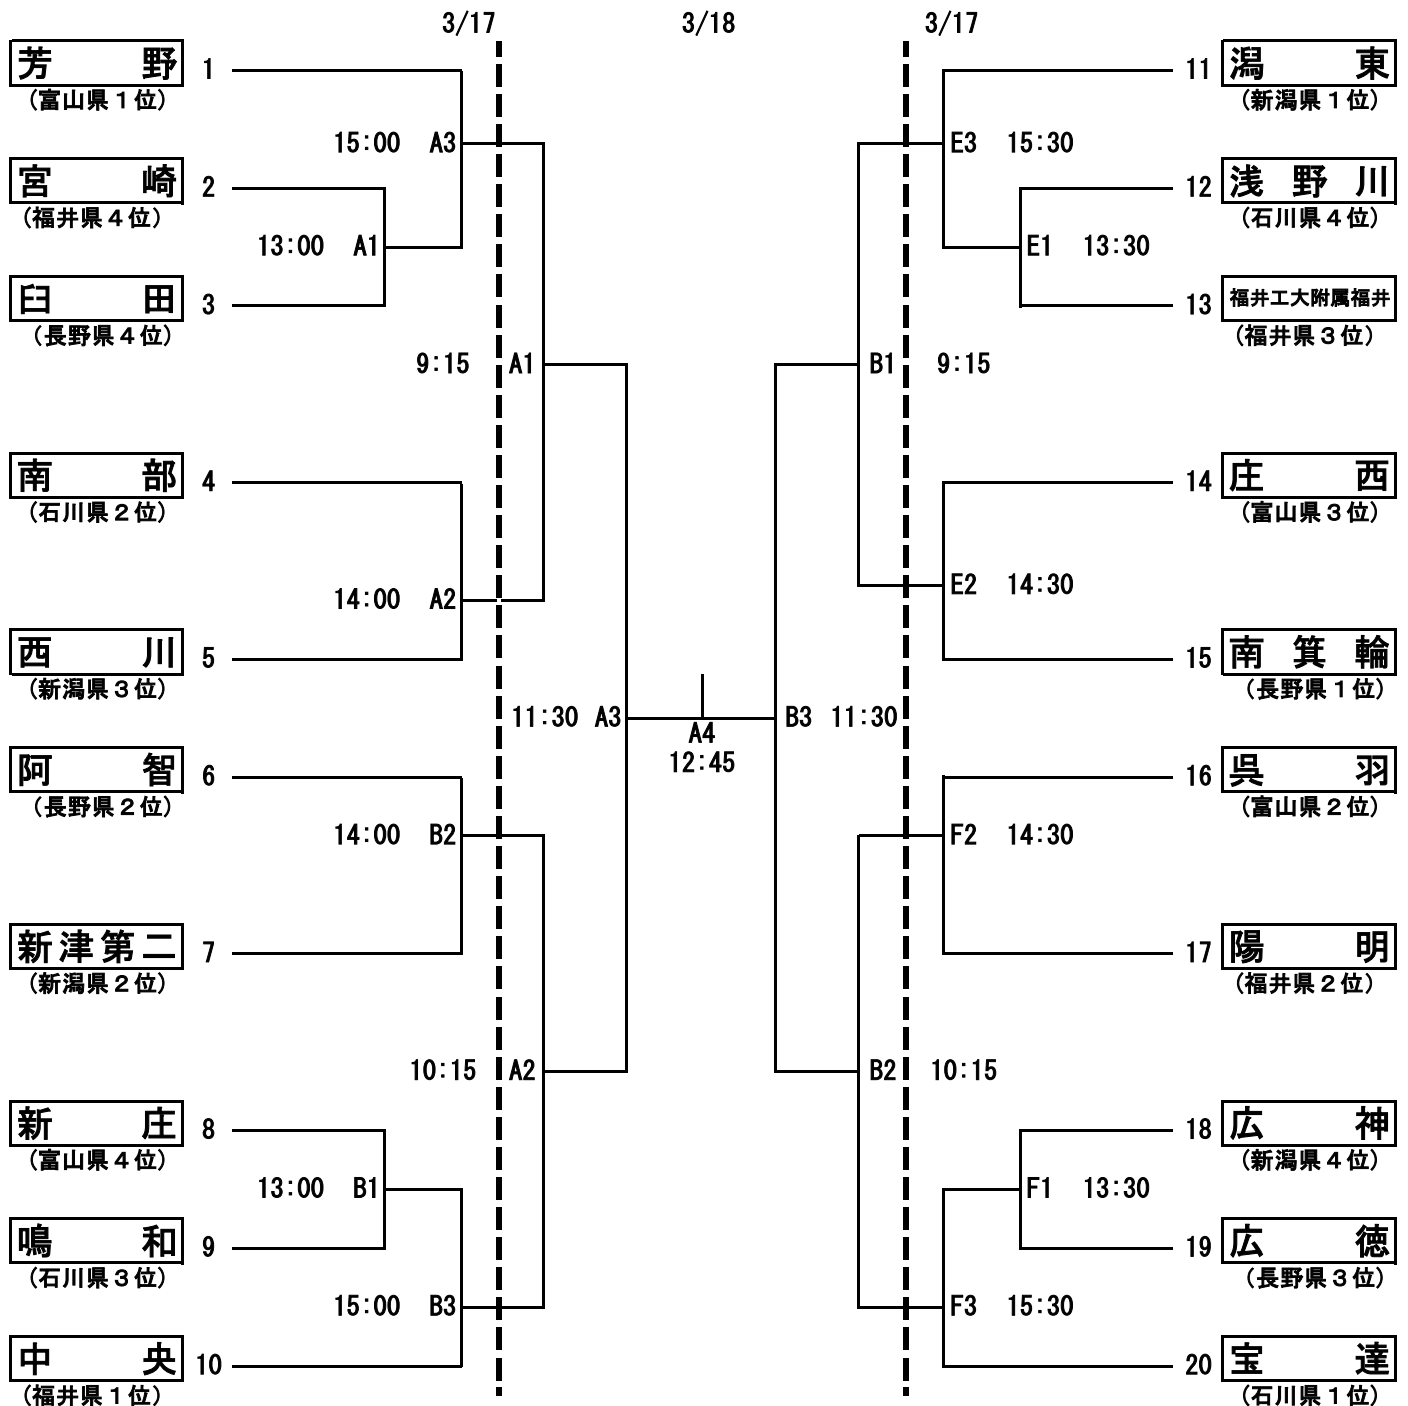 3/17
3/18
3/17
芳野 1
(富山県1位)
15:00 A3
宮崎 2
(福井県4位)
13:00 A1
臼田 3
(長野県4位)
9:15 A1
南部 4
(石川県2位)
14:00 A2
西川 5
(新潟県3位)
11:30 A3
阿智 6
(長野県2位)
14:00 B2
新津第二 7
(新潟県2位)
10:15 A2
新庄 8
(富山県4位)
13:00 B1
鳴和 9
(石川県3位)
15:00 B3
中央 10
(福井県1位)
A4
12:45
11 潟東
(新潟県1位)
E3 15:30
12 浅野川
(石川県4位)
E1 13:30
13 福井工大附属福井
(福井県3位)
B1 9:15
14 庄西
(富山県3位)
E2 14:30
15 南箕輪
(長野県1位)
B3 11:30
16 呉羽
(富山県2位)
F2 14:30
17 陽明
(福井県2位)
B2 10:15
18 広神
(新潟県4位)
F1 13:30
19 広徳
(長野県3位)
F3 15:30
20 宝達
(石川県1位)